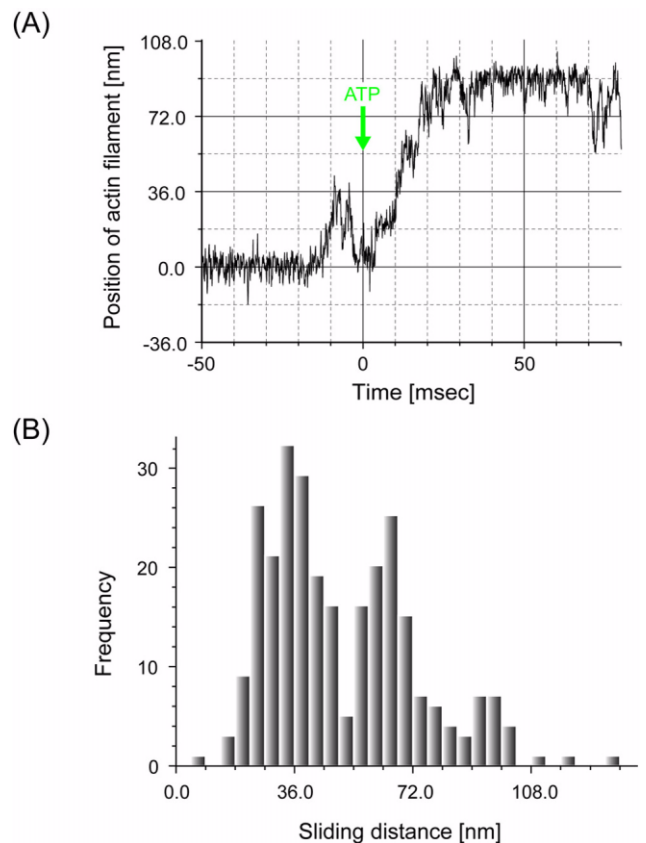 (A)
Position of actin filament [nm]
108.0
72.0
36.0
0.0
-36.0
ATP
-50
0
50
Time [msec]
(B)
Frequency
30
20
10
0
0.0
36.0
72.0
108.0
Sliding distance [nm]